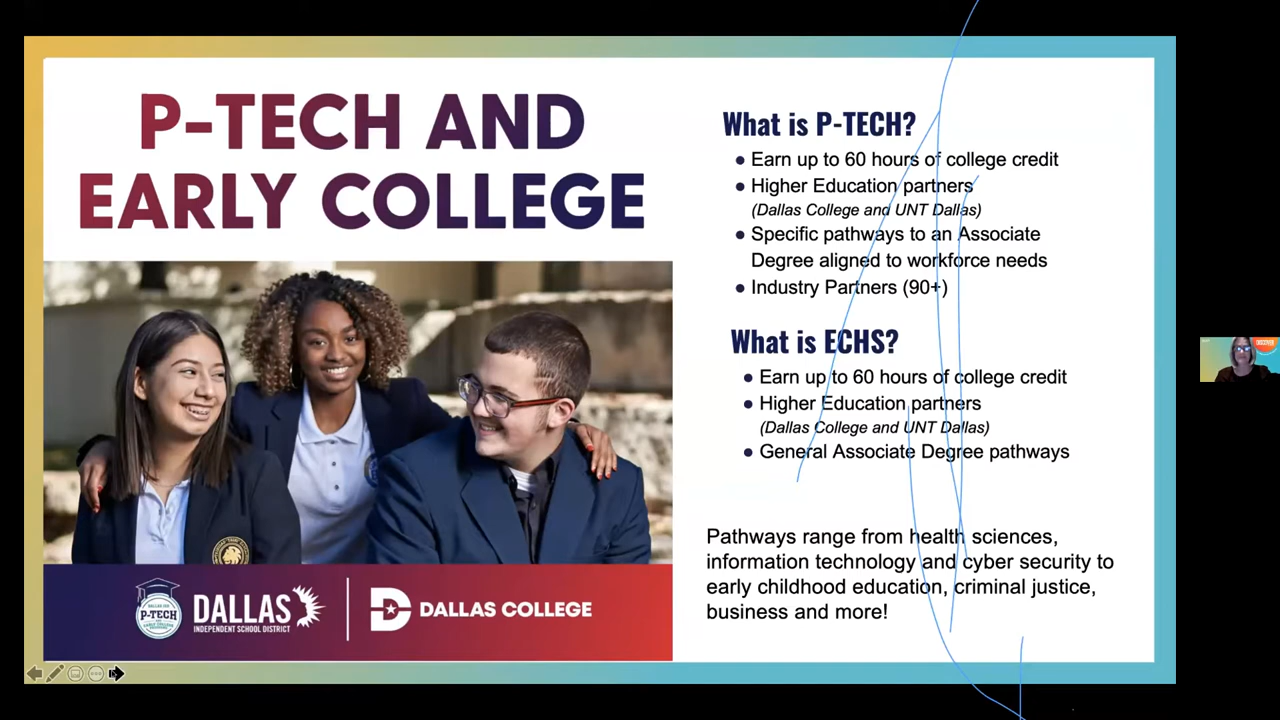 P-TECH AND
EARLY COLLEGE
What is P-TECH?
● Earn up to 60 hours of college credit
● Higher Education partners
(Dallas College and UNT Dallas)
● Specific pathways to an Associate
Degree aligned to workforce needs
● Industry Partners (90+)
What is ECHS?
● Earn up to 60 hours of college credit
● Higher Education partners
(Dallas College and UNT Dallas)
● General Associate Degree pathways
Pathways range from health sciences,
information technology and cyber security to
early childhood education, criminal justice,
business and more!
DALLAS ISD
P-TECH
DALLAS
INDEPENDENT SCHOOL DISTRICT
D
DALLAS COLLEGE
DISCOVER